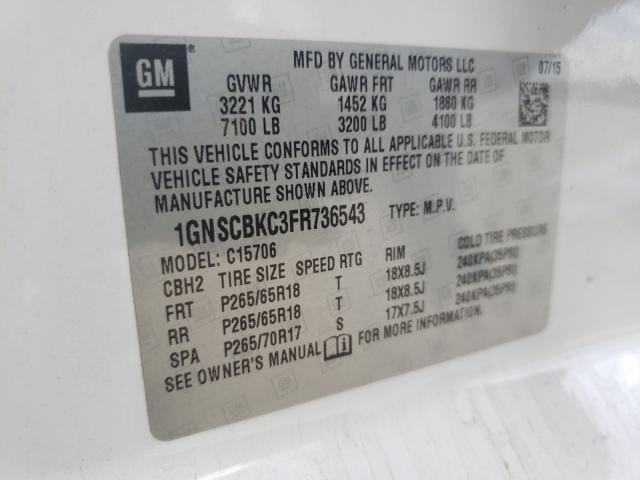 GM
MFD BY GENERAL MOTORS LLC 07/15
GVWR GAWR FRT GAWR RR
3221 KG 1452 KG 1860 KG
7100 LB 3200 LB 4100 LB
THIS VEHICLE CONFORMS TO ALL APPLICABLE U.S. FEDERAL MOTOR
VEHICLE SAFETY STANDARDS IN EFFECT ON THE DATE OF
MANUFACTURE SHOWN ABOVE.
1GNSCBKC3FR736543 TYPE: M.P.V.
MODEL: C15706
CBH2 TIRE SIZE SPEED RTG RIM COLD TIRE PRESSURE
FRT P265/65R18 T 18X8.5J 240KPA(35PSI)
RR P265/65R18 T 18X8.5J 240KPA(35PSI)
SPA P265/70R17 S 17X7.5J 240KPA(35PSI)
SEE OWNER'S MANUAL FOR MORE INFORMATION.